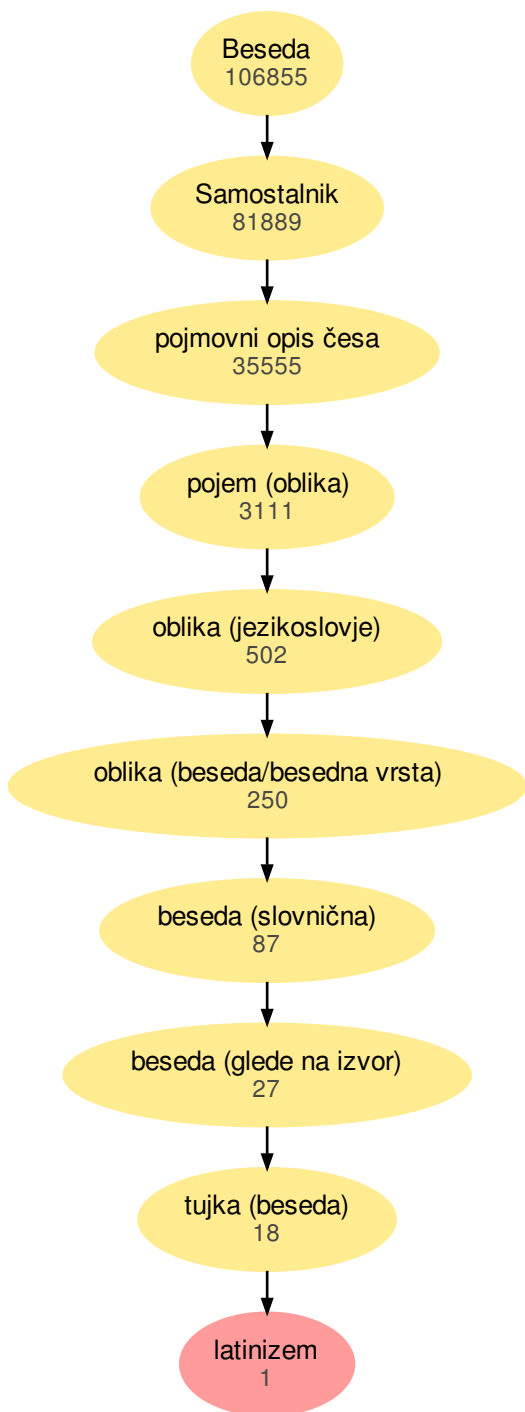 Beseda
106855
Samostalnik
81889
pojmovni opis česa
35555
pojem (oblika)
3111
oblika (jezikoslovje)
502
oblika (beseda/besedna vrsta)
250
beseda (slovnična)
87
beseda (glede na izvor)
27
tujka (beseda)
18
latinizem
1